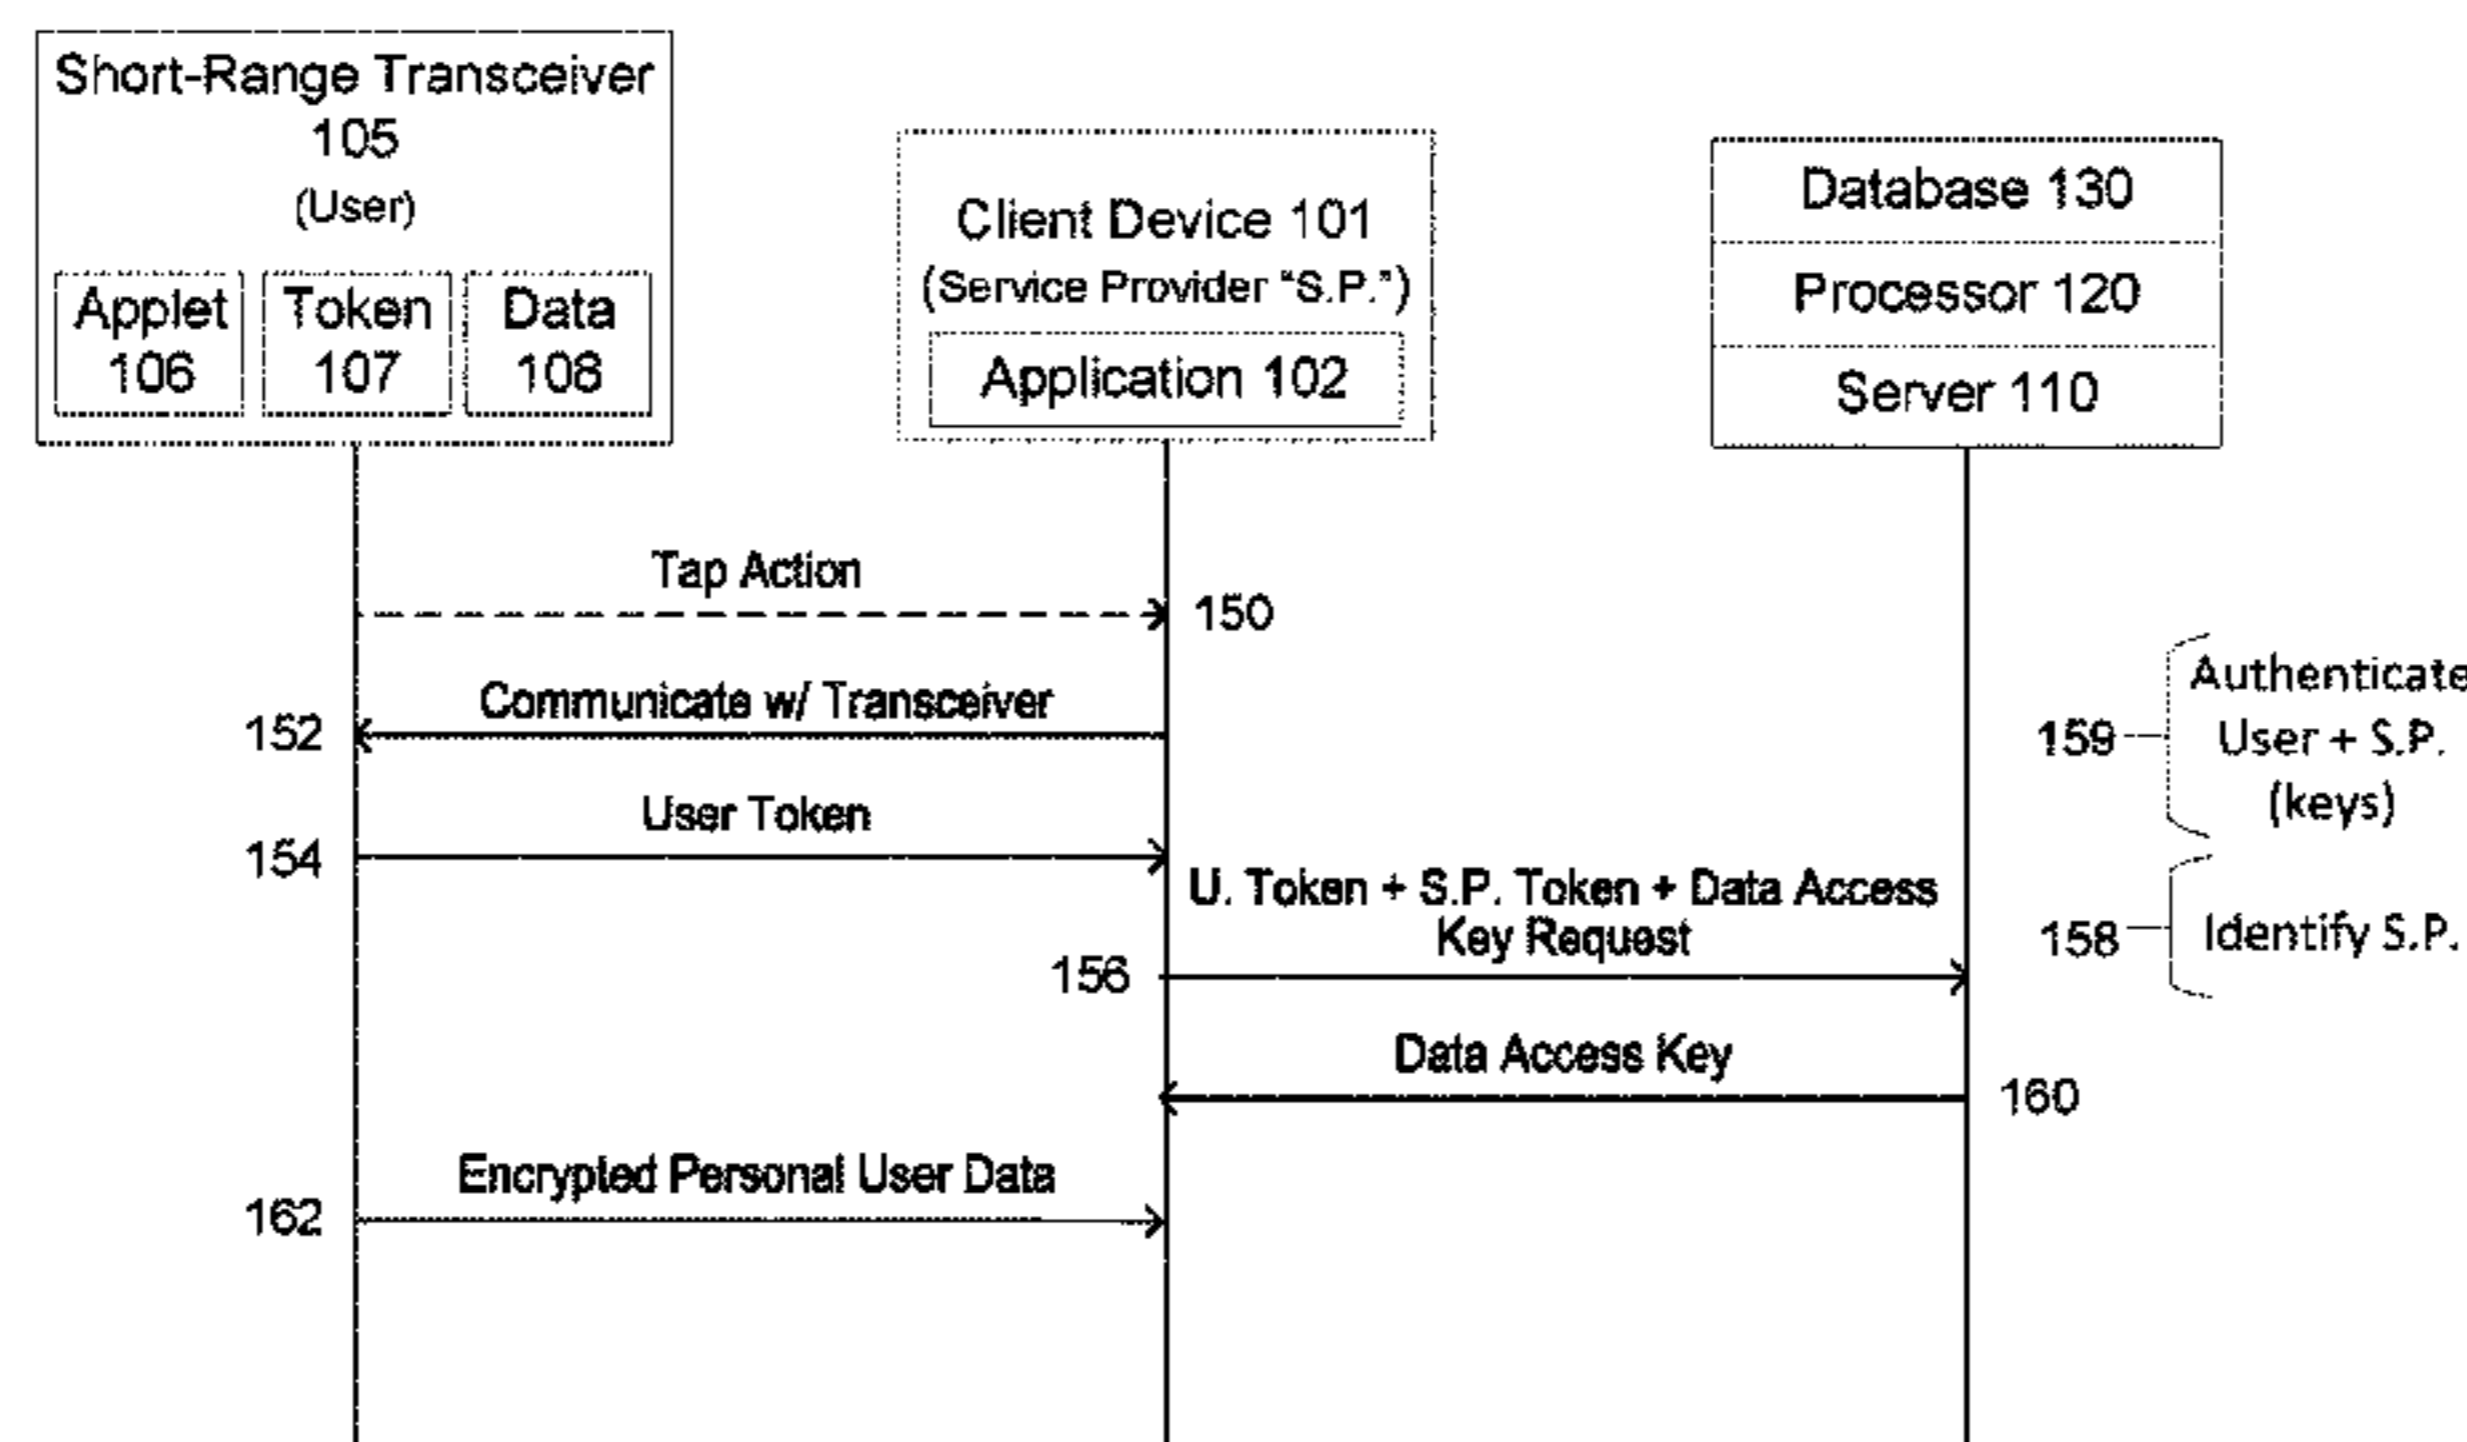 Short-Range Transceiver
105
(User)
Applet
106
Token
107
Data
108
Client Device 101
(Service Provider "S.P.")
Application 102
Database 130
Processor 120
Server 110
Tap Action
150
Communicate w/ Transceiver
152
159
Authenticate
User + S.P.
(keys)
User Token
154
U. Token + S.P. Token + Data Access
Key Request
156
158
Identify S.P.
Data Access Key
160
Encrypted Personal User Data
162